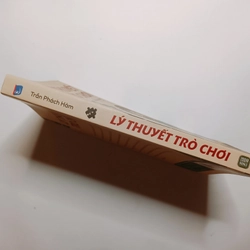 Trần Phách Hàm
LÝ THUYẾT TRÒ CHƠI